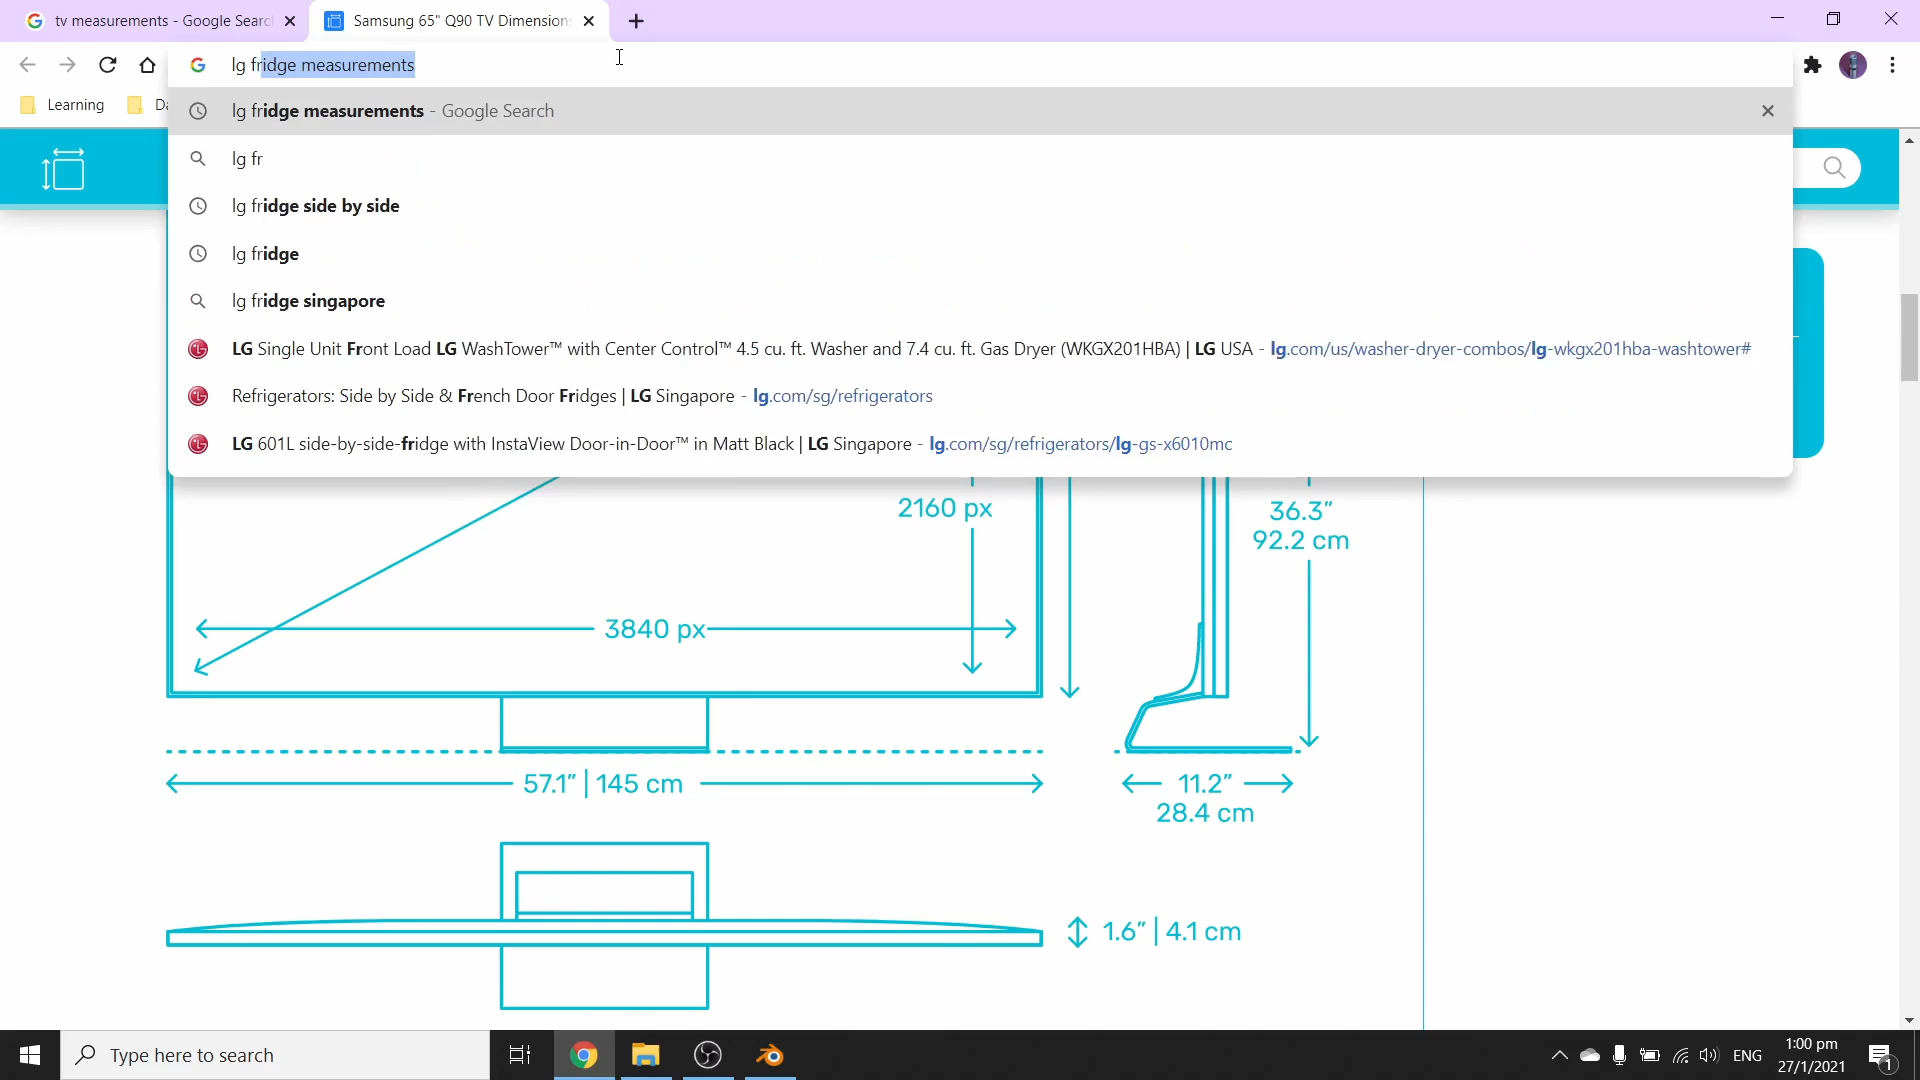 tv measurements - Google Searc
Samsung 65" Q90 TV Dimension
lg fridge measurements
Learning
Da
lg fridge measurements - Google Search
lg fr
lg fridge side by side
lg fridge
lg fridge singapore
LG Single Unit Front Load LG WashTower™ with Center Control™ 4.5 cu. ft. Washer and 7.4 cu. ft. Gas Dryer (WKGX201HBA) | LG USA - lg.com/us/washer-dryer-combos/lg-wkgx201hba-washtower#
Refrigerators: Side by Side & French Door Fridges | LG Singapore - lg.com/sg/refrigerators
LG 601L side-by-side-fridge with InstaView Door-in-Door™ in Matt Black | LG Singapore - lg.com/sg/refrigerators/lg-gs-x6010mc
2160 px
36.3"
92.2 cm
3840 px
57.1" | 145 cm
11.2"
28.4 cm
1.6" | 4.1 cm
Type here to search
ENG
1:00 pm
27/1/2021
1